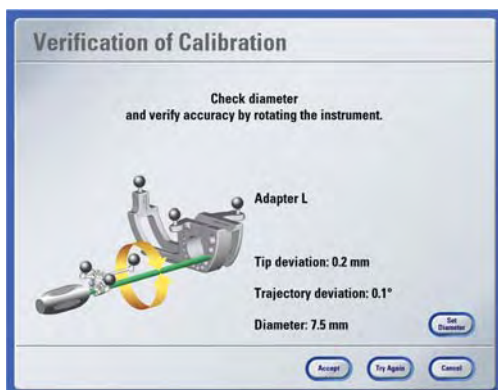 Verification of Calibration
Check diameter
and verify accuracy by rotating the instrument.
Adapter L
Tip deviation: 0.2 mm
Trajectory deviation: 0.1°
Diameter: 7.5 mm
Set
Diameter
Accept
Try Again
Cancel